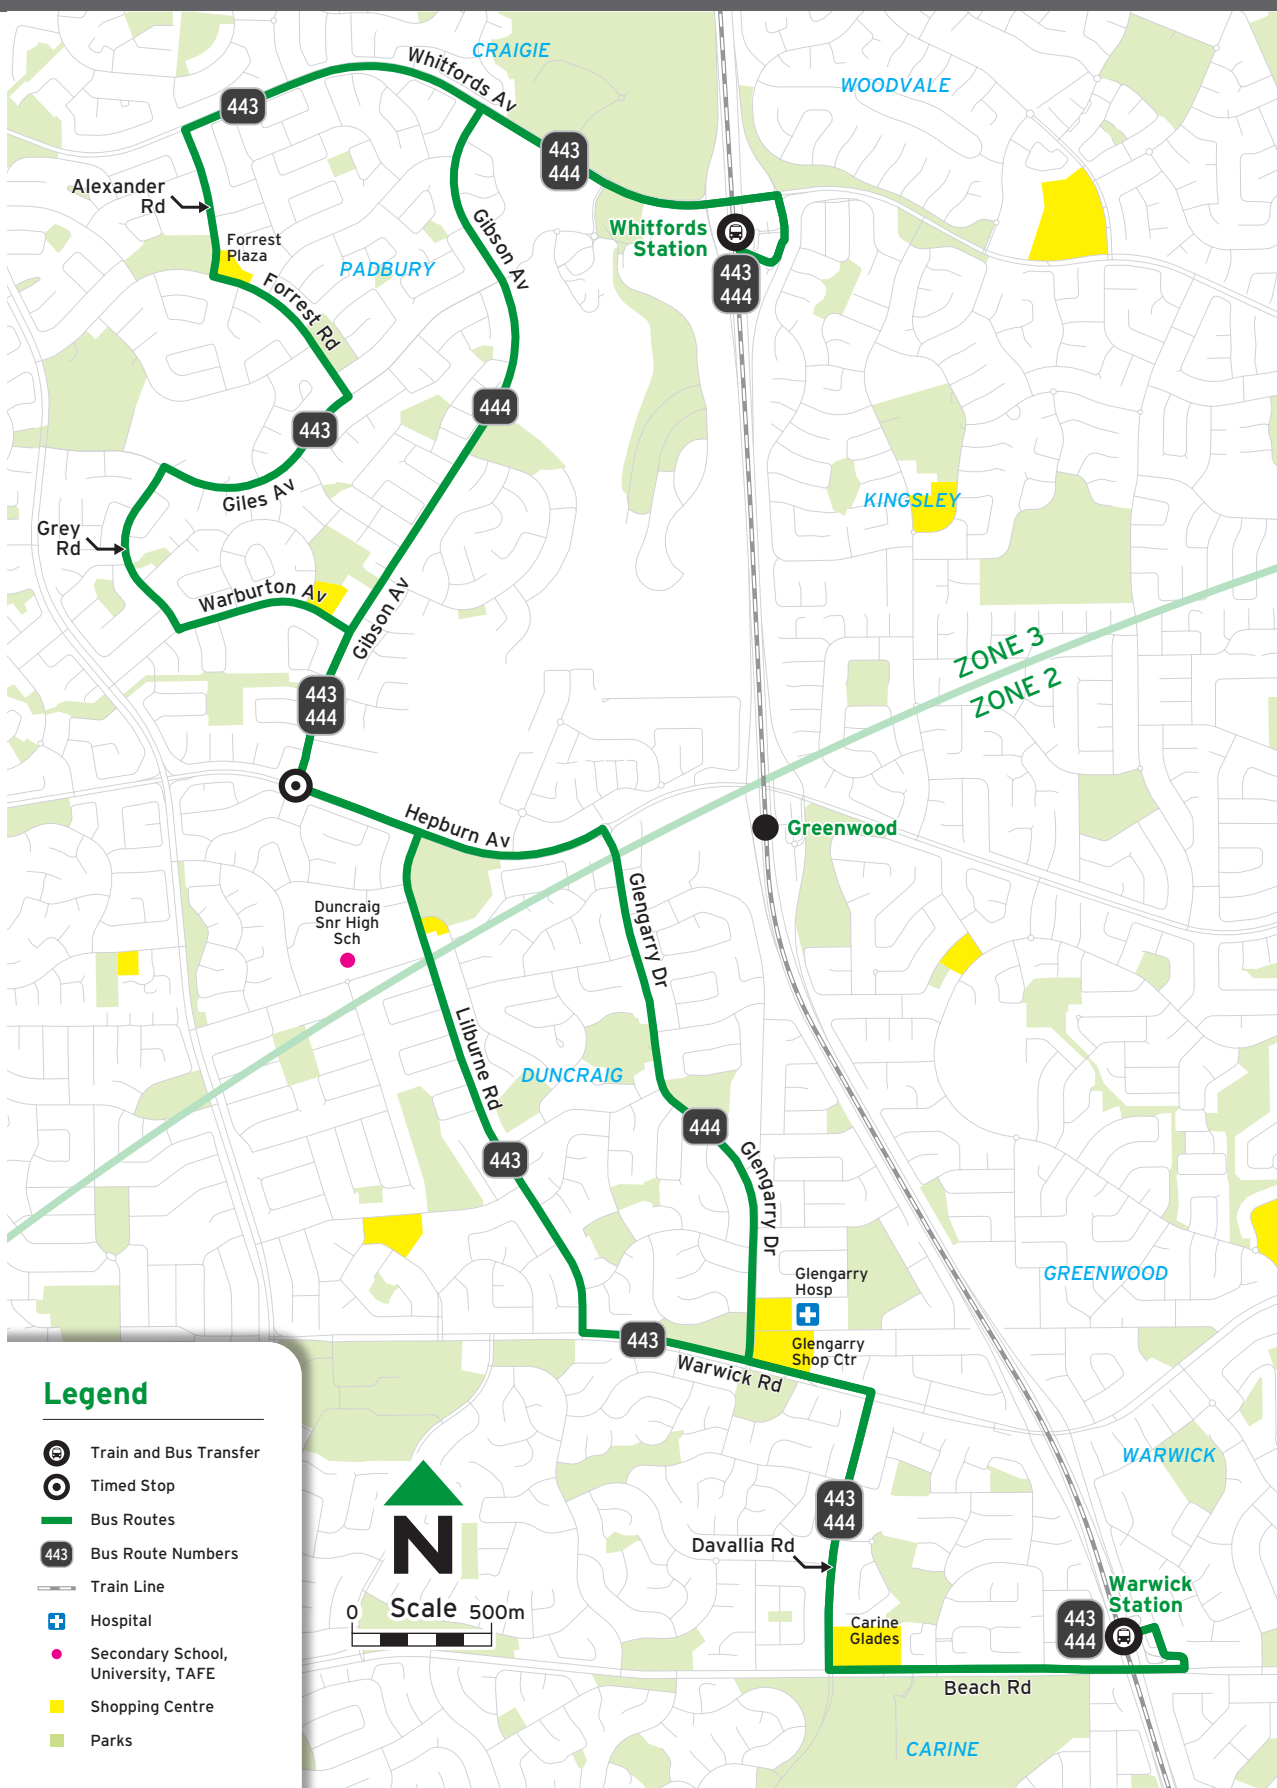 CRAIGIE
Whitfords Av
WOODVALE
443
443
444
Alexander
Rd
Gibson Av
Whitfords
Station
Forrest
Plaza
PADBURY
443
444
Forrest Rd
444
443
Giles Av
KINGSLEY
Grey
Rd
Warburton Av
Gibson Av
ZONE 3
ZONE 2
443
444
Hepburn Av
Greenwood
Glengarry Dr
Duncraig
Snr High
Sch
Lilburne Rd
DUNCRAIG
444
443
Glengarry Dr
Glengarry
Hosp
GREENWOOD
443
Glengarry
Shop Ctr
Warwick Rd
Legend
Train and Bus Transfer
Timed Stop
Bus Routes
443
Bus Route Numbers
Train Line
Hospital
Secondary School,
University, TAFE
Shopping Centre
Parks
N
0 Scale 500m
WARWICK
443
444
Davallia Rd
Warwick
Station
443
444
Carine
Glades
Beach Rd
CARINE